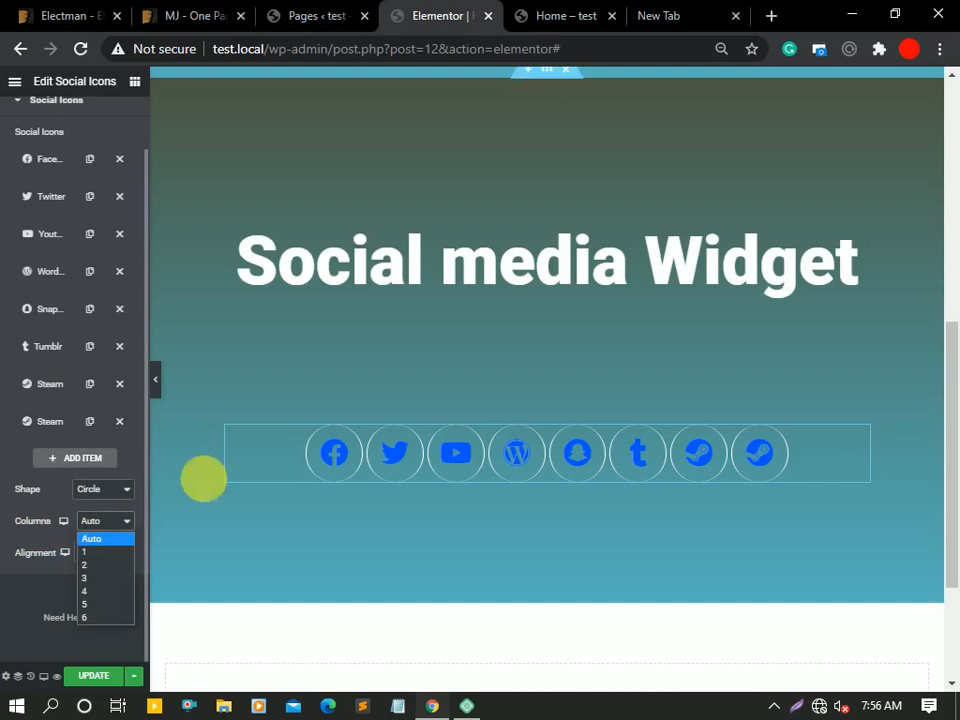 Electman - E
MJ - One Pa
Pages ‹ test -
Elementor | H
Home – test
New Tab
Not secure
test.local/wp-admin/post.php?post=12&action=elementor#
Edit Social Icons
Social Icons
Social Icons
Face...
Twitter
Yout...
Word...
Snap...
Tumblr
Steam
Steam
ADD ITEM
Shape
Circle
Columns
Auto
Auto
1
2
3
4
5
6
Alignment
Need He
UPDATE
Social media Widget
7:56 AM